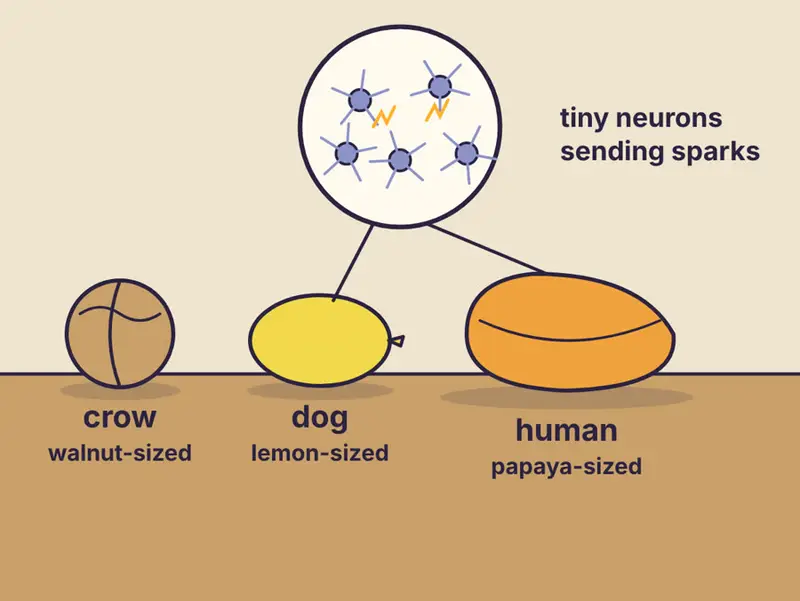 tiny neurons
sending sparks
crow
walnut-sized
dog
lemon-sized
human
papaya-sized